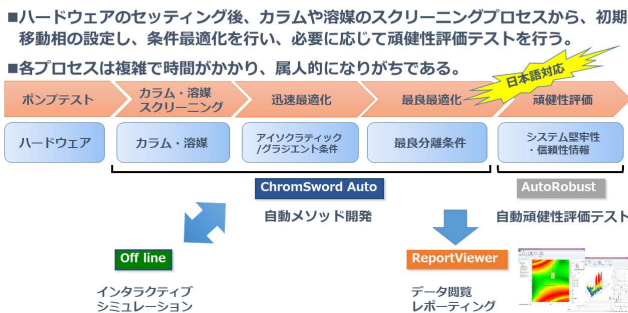 ■ハードウェアのセッティング後、カラムや溶媒のスクリーニングプロセスから、初期
移動相の設定し、条件最適化を行い、必要に応じて頑健性評価テストを行う。
■各プロセスは複雑で時間がかかり、属人的になりがちである。
日本語対応
ポンプテスト
カラム・溶媒
スクリーニング
迅速最適化
最良最適化
頑健性評価
ハードウェア
カラム・溶媒
アイソクラティック
/グラジエント条件
最良分離条件
システム堅牢性
・信頼性情報
ChromSword Auto
AutoRobust
自動メソッド開発
自動頑健性評価テスト
Off line
ReportViewer
インタラクティブ
シミュレーション
データ閲覧
レポーティング